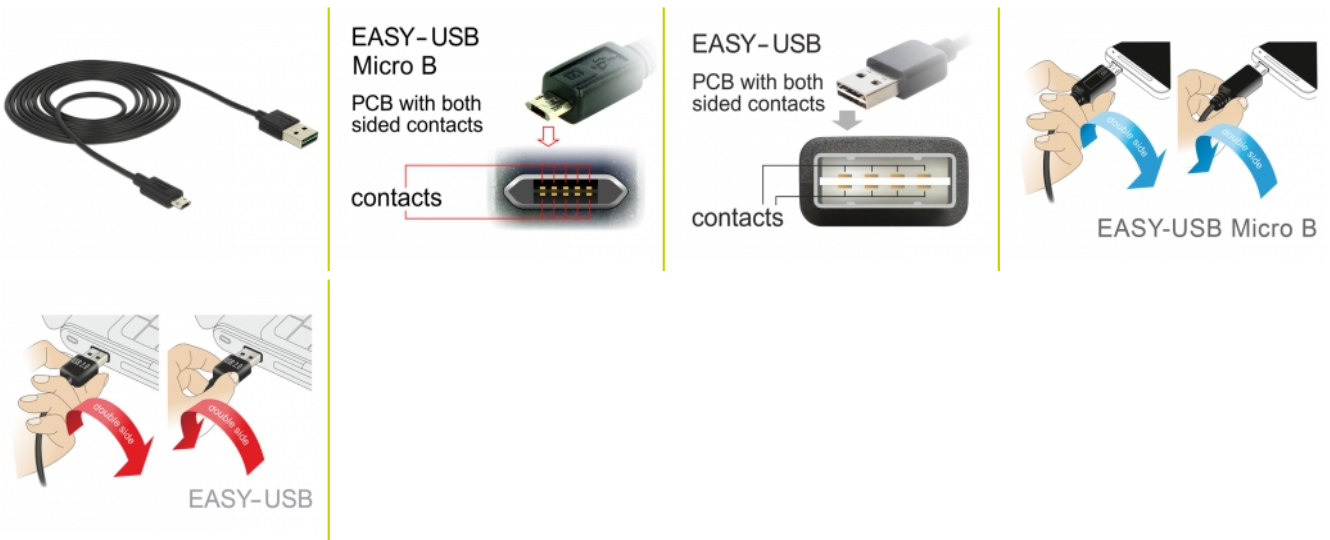 EASY-USB
Micro B
PCB with both
sided contacts
contacts
EASY-USB
PCB with both
sided contacts
contacts
double side
double side
EASY-USB Micro B
double side
double side
EASY-USB